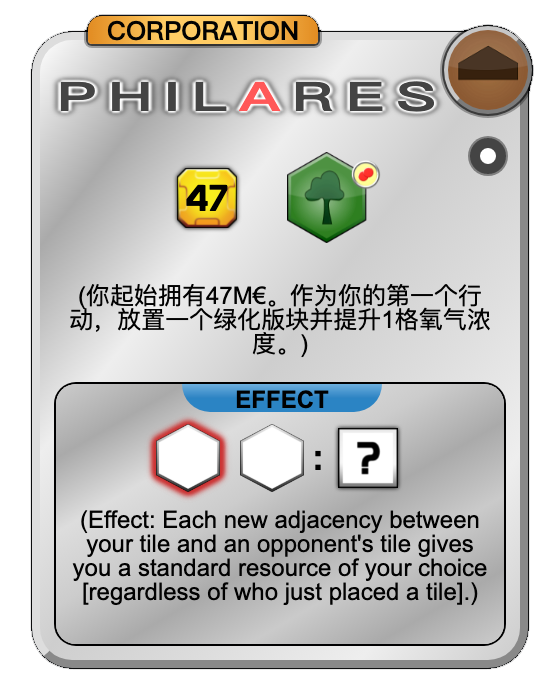 CORPORATION
PHILARES
47
(你起始拥有47M€。作为你的第一个行
动，放置一个绿化版块并提升1格氧气浓
度。)
EFFECT
: ?
(Effect: Each new adjacency between
your tile and an opponent's tile gives
you a standard resource of your choice
[regardless of who just placed a tile].)